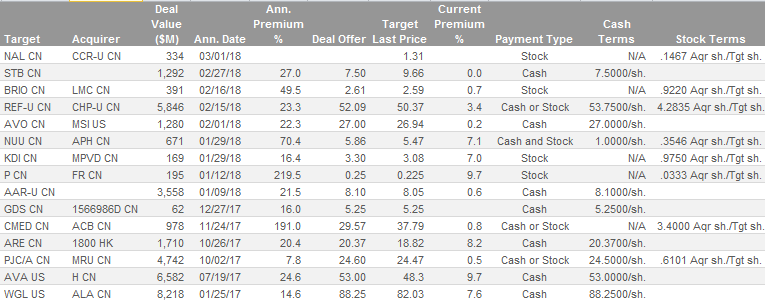 Target Acquirer Deal Value ($M) Ann. Date Ann. Premium % Deal Offer Target Last Price Current Premium % Payment Type Cash Terms Stock Terms
NAL CN CCR-U CN 334 03/01/18 1.31 Stock N/A .1467 Aqr sh./Tgt sh.
STB CN 1,292 02/27/18 27.0 7.50 9.66 0.0 Cash 7.5000/sh.
BRIO CN LMC CN 391 02/16/18 49.5 2.61 2.59 0.7 Stock N/A .9220 Aqr sh./Tgt sh.
REF-U CN CHP-U CN 5,846 02/15/18 23.3 52.09 50.37 3.4 Cash or Stock 53.7500/sh. 4.2835 Aqr sh./Tgt sh.
AVO CN MSI US 1,280 02/01/18 22.3 27.00 26.94 0.2 Cash 27.0000/sh.
NUU CN APH CN 671 01/29/18 70.4 5.86 5.47 7.1 Cash and Stock 1.0000/sh. .3546 Aqr sh./Tgt sh.
KDI CN MPVD CN 169 01/29/18 16.4 3.30 3.08 7.0 Stock N/A .9750 Aqr sh./Tgt sh.
P CN FR CN 195 01/12/18 219.5 0.25 0.225 9.7 Stock N/A .0333 Aqr sh./Tgt sh.
AAR-U CN 3,558 01/09/18 21.5 8.10 8.05 0.6 Cash 8.1000/sh.
GDS CN 1566986D CN 62 12/27/17 16.0 5.25 5.25 Cash 5.2500/sh.
CMED CN ACB CN 978 11/24/17 191.0 29.57 37.79 0.8 Cash or Stock N/A 3.4000 Aqr sh./Tgt sh.
ARE CN 1800 HK 1,710 10/26/17 20.4 20.37 18.82 8.2 Cash 20.3700/sh.
PJC/A CN MRU CN 4,742 10/02/17 7.8 24.60 24.47 0.5 Cash or Stock 24.5000/sh. .6101 Aqr sh./Tgt sh.
AVA US H CN 6,582 07/19/17 24.6 53.00 48.3 9.7 Cash 53.0000/sh.
WGL US ALA CN 8,218 01/25/17 14.6 88.25 82.03 7.6 Cash 88.2500/sh.